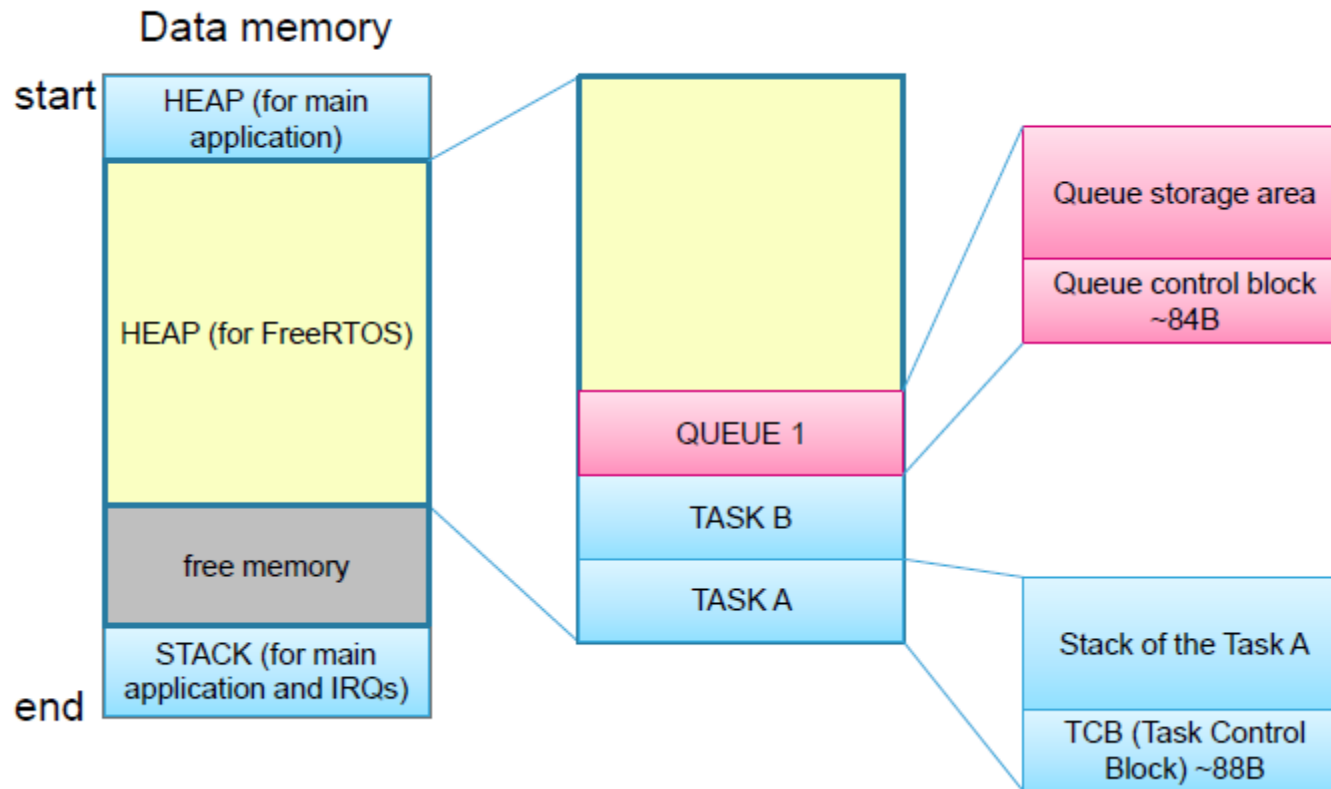 Data memory
start
HEAP (for main
application)
HEAP (for FreeRTOS)
free memory
STACK (for main
application and IRQs)
end
QUEUE 1
TASK B
TASK A
Queue storage area
Queue control block
~84B
Stack of the Task A
TCB (Task Control
Block) ~88B